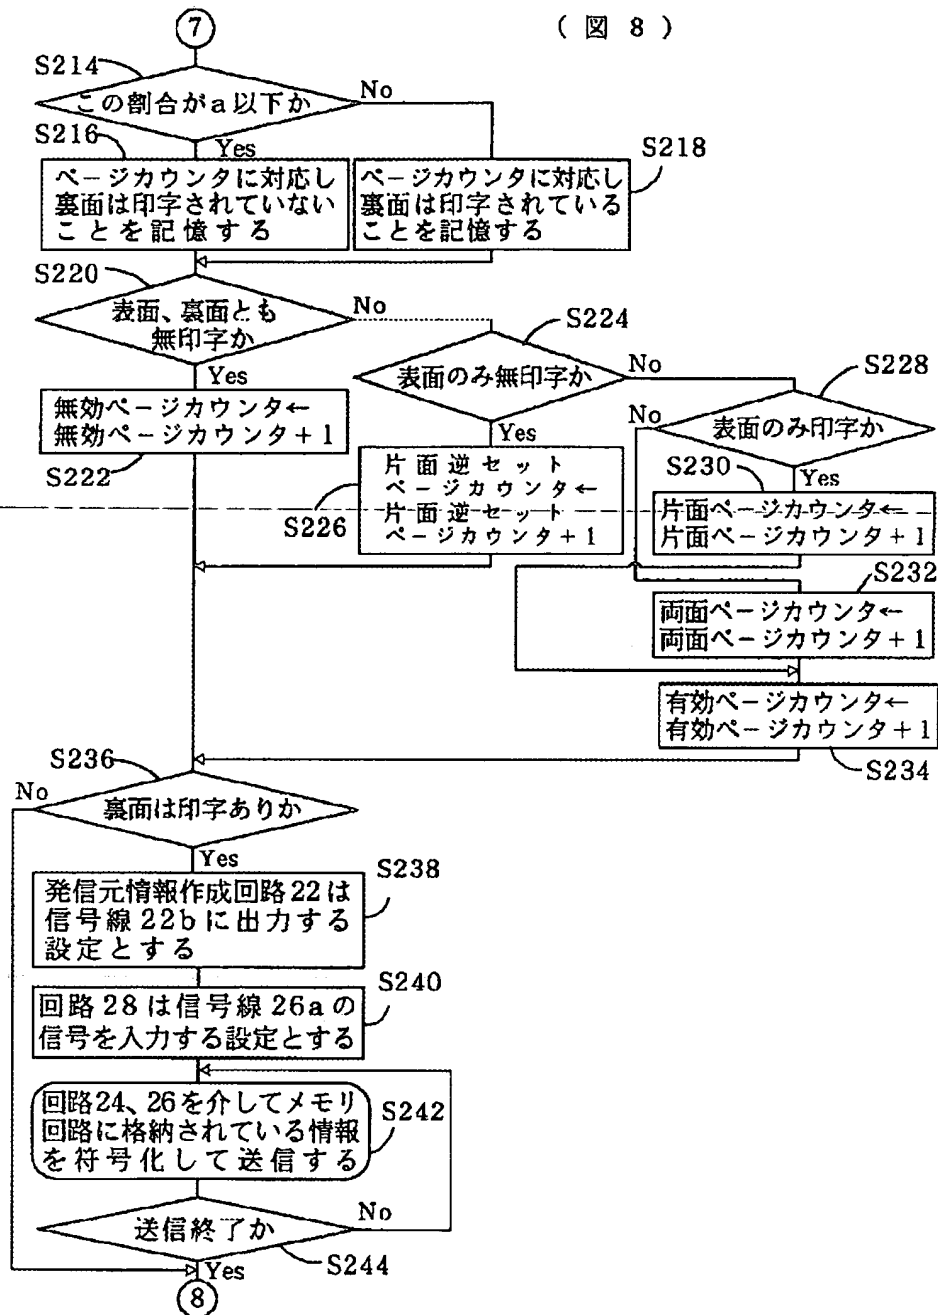 (図 8)
7
S214
この割合がa以下か
No
Yes
S216
ページカウンタに対応し
裏面は印字されていない
ことを記憶する
S218
ページカウンタに対応し
裏面は印字されている
ことを記憶する
S220
表面、裏面とも
無印字か
No
Yes
無効ページカウンタ←
無効ページカウンタ+1
S222
S224
表面のみ無印字か
No
Yes
片面逆セット
ページカウンタ←
片面逆セット
ページカウンタ+1
S226
S228
表面のみ印字か
No
Yes
S230
片面ページカウンタ←
片面ページカウンタ+1
S232
両面ページカウンタ←
両面ページカウンタ+1
有効ページカウンタ←
有効ページカウンタ+1
S234
S236
裏面は印字ありか
No
Yes
S238
発信元情報作成回路22は
信号線22bに出力する
設定とする
S240
回路28は信号線26aの
信号を入力する設定とする
回路24、26を介してメモリ
回路に格納されている情報
を符号化して送信する
S242
送信終了か
No
S244
Yes
8